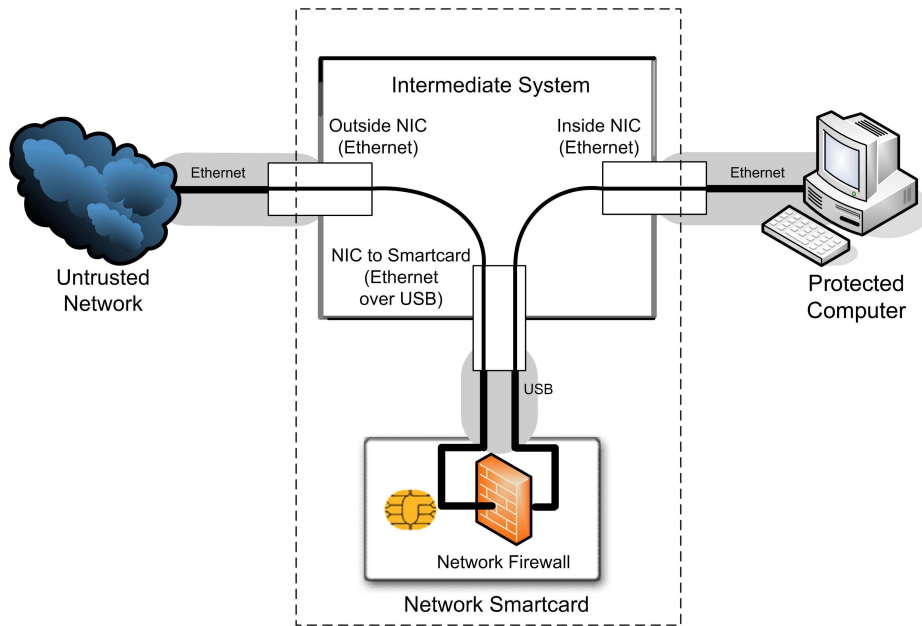 Intermediate System
Outside NIC
(Ethernet)
Inside NIC
(Ethernet)
Ethernet
Ethernet
NIC to Smartcard
(Ethernet
over USB)
Untrusted
Network
Protected
Computer
USB
Network Firewall
Network Smartcard